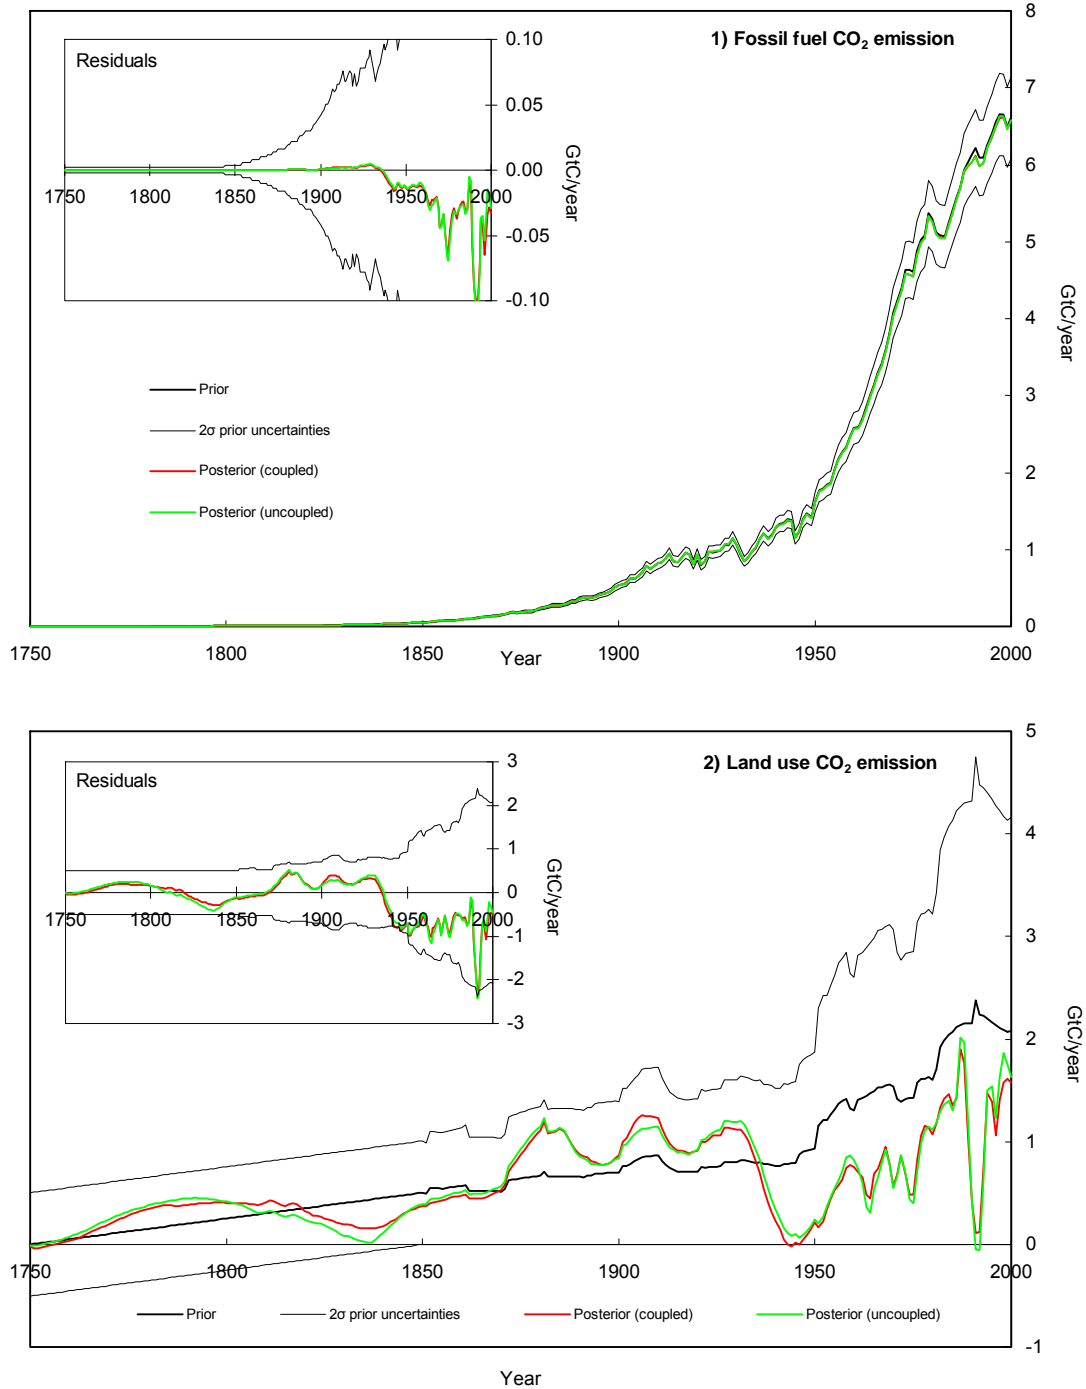 8
1) Fossil fuel CO2 emission
Residuals
0.10
0.05
0.00
-0.05
-0.10
1750 1800 1850 1900 1950 2000
GtC/year
7
6
5
4
3
2
1
0
GtC/year
Prior
2σ prior uncertainties
Posterior (coupled)
Posterior (uncoupled)
1750 1800 1850 1900 1950 2000
Year
5
2) Land use CO2 emission
Residuals
3
2
1
0
-1
-2
-3
1750 1800 1850 1900 1950 2000
GtC/year
4
3
2
1
0
-1
GtC/year
1750 1800 1850 1900 1950 2000
Prior 2σ prior uncertainties Posterior (coupled) Posterior (uncoupled)
Year